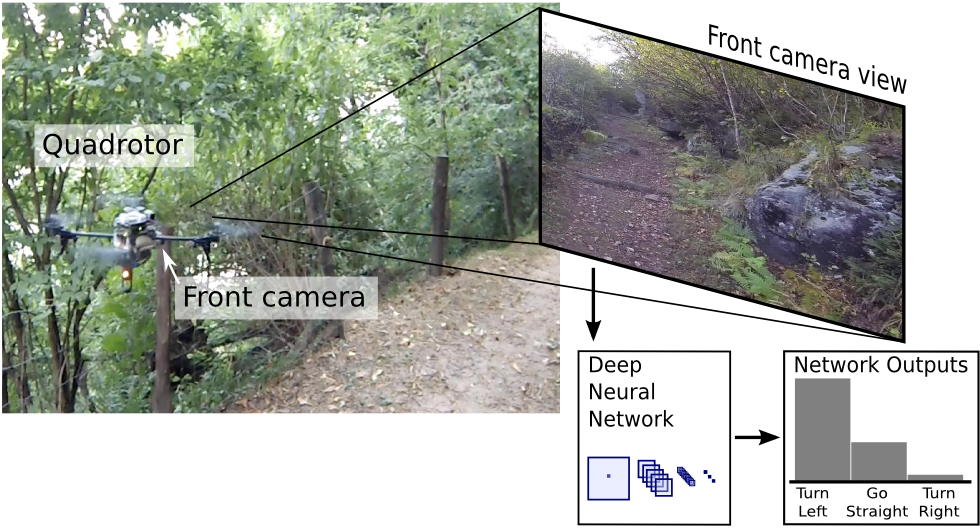 Front camera view
Quadrotor
Front camera
Deep
Neural
Network
Network Outputs
Turn
Left
Go
Straight
Turn
Right